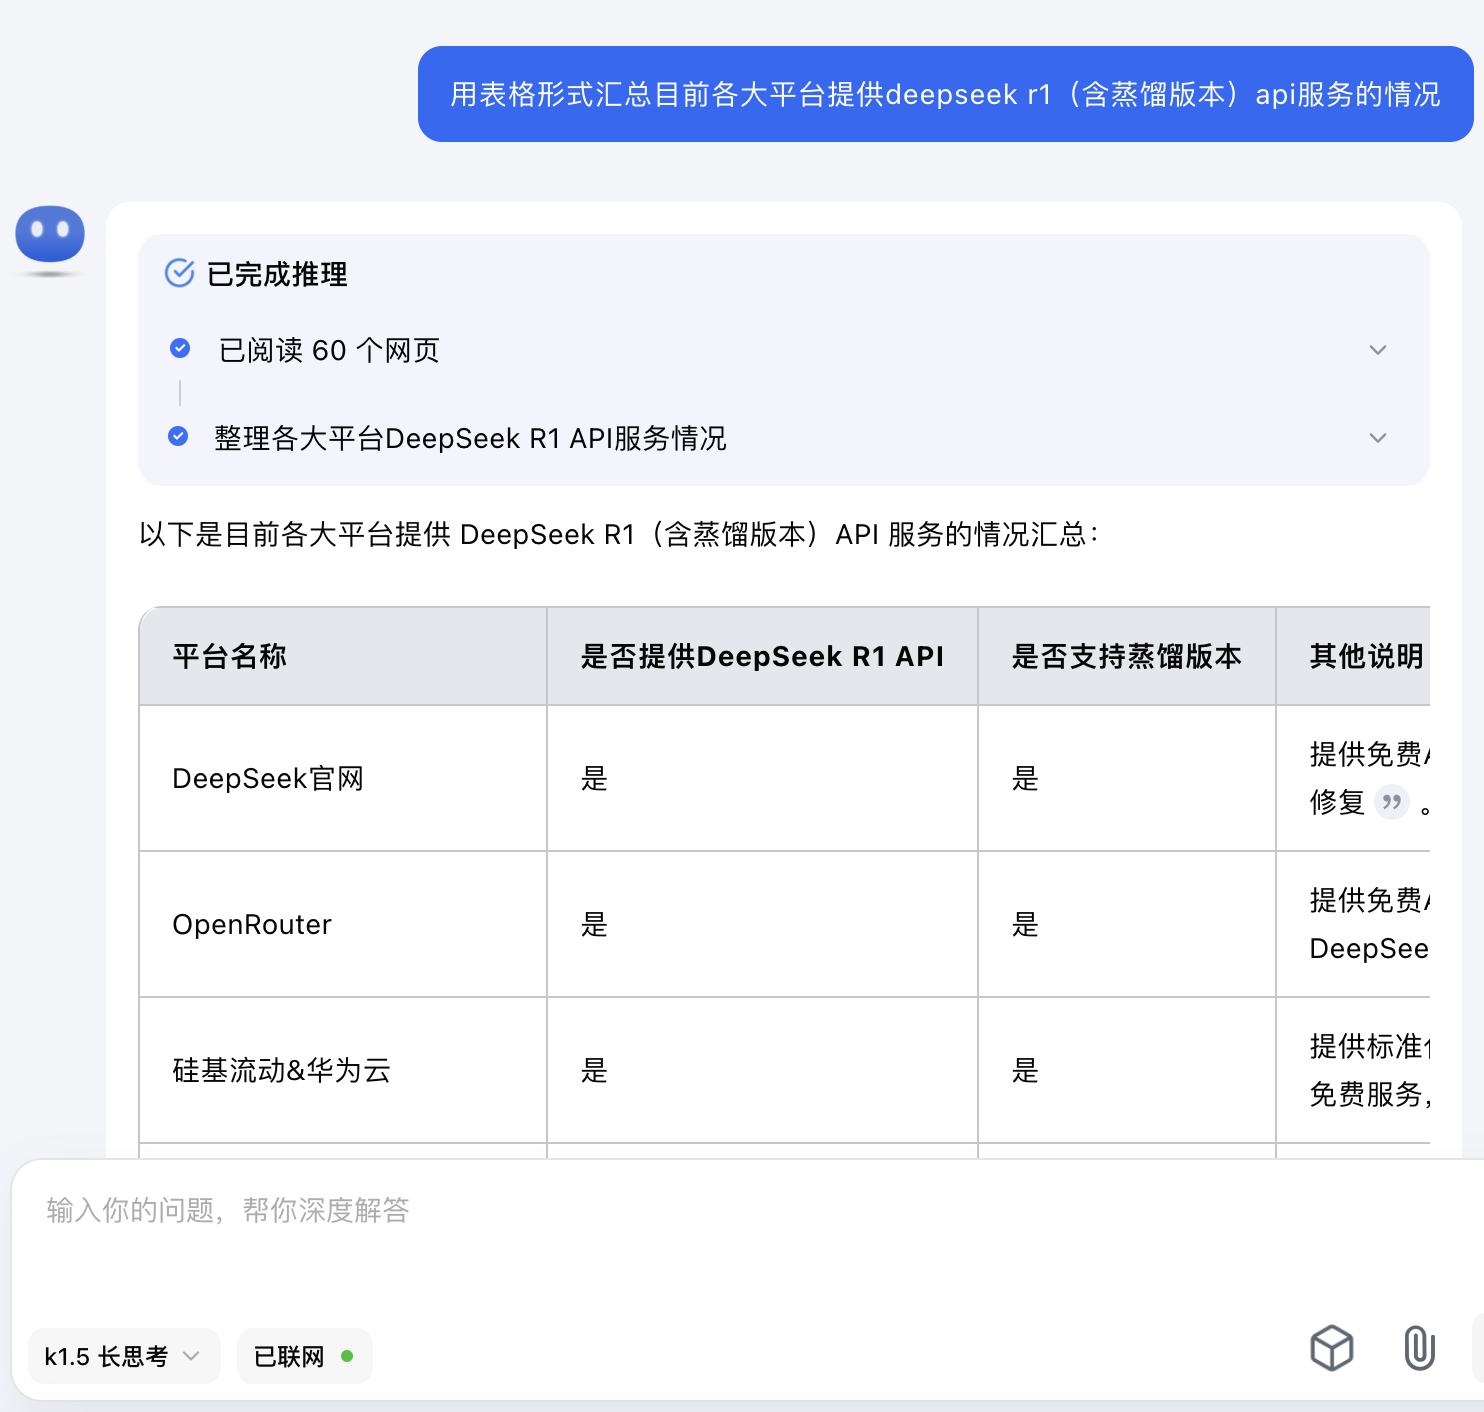 用表格形式汇总目前各大平台提供deepseek r1（含蒸馏版本）api服务的情况
已完成推理
已阅读 60 个网页
整理各大平台DeepSeek R1 API服务情况
以下是目前各大平台提供 DeepSeek R1（含蒸馏版本）API 服务的情况汇总：
平台名称 是否提供DeepSeek R1 API 是否支持蒸馏版本 其他说明
DeepSeek官网 是 是 提供免费
修复 ” 。
OpenRouter 是 是 提供免费
DeepSee
硅基流动&华为云 是 是 提供标准
免费服务，
输入你的问题，帮你深度解答
k1.5 长思考 已联网